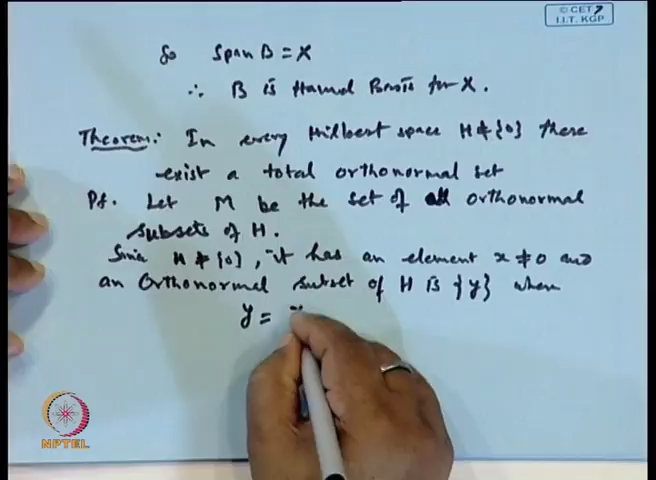 © CET
I.I.T. KGP
So Span B = X
∴ B is Hamel Basis for X.
Theorem: In every Hilbert space H ≠ {0} there
exist a total orthonormal set
Pf. Let M be the set of all orthonormal
subsets of H.
Since H ≠ {0}, it has an element x ≠ 0 and
an orthonormal subset of H is {y} where
y =
NPTEL